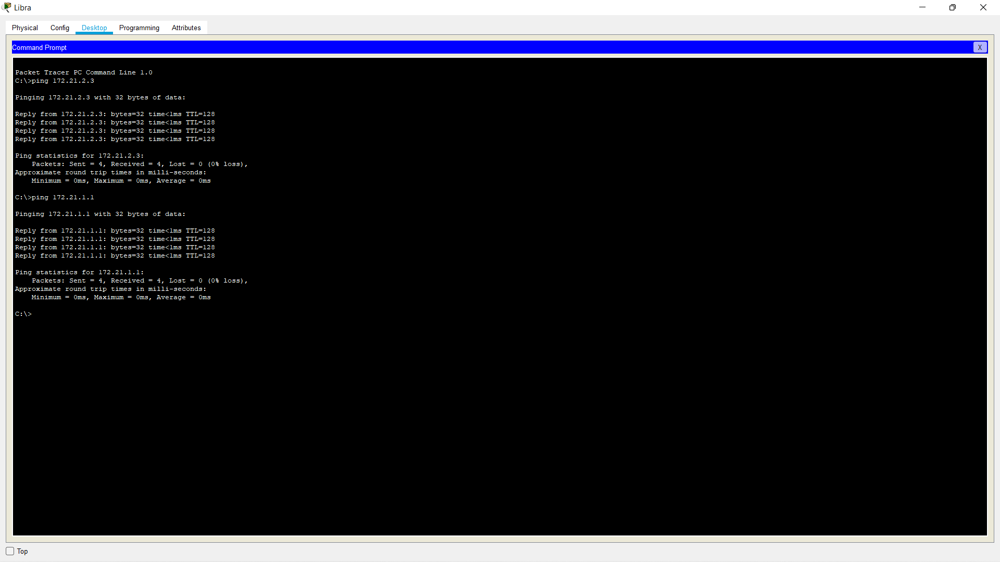 Libra
Physical Config Desktop Programming Attributes
Command Prompt X
Packet Tracer PC Command Line 1.0
C:\>ping 172.21.2.3
Pinging 172.21.2.3 with 32 bytes of data:
Reply from 172.21.2.3: bytes=32 time<1ms TTL=128
Reply from 172.21.2.3: bytes=32 time<1ms TTL=128
Reply from 172.21.2.3: bytes=32 time<1ms TTL=128
Reply from 172.21.2.3: bytes=32 time<1ms TTL=128
Ping statistics for 172.21.2.3:
Packets: Sent = 4, Received = 4, Lost = 0 (0% loss),
Approximate round trip times in milli-seconds:
Minimum = 0ms, Maximum = 0ms, Average = 0ms
C:\>ping 172.21.1.1
Pinging 172.21.1.1 with 32 bytes of data:
Reply from 172.21.1.1: bytes=32 time<1ms TTL=128
Reply from 172.21.1.1: bytes=32 time<1ms TTL=128
Reply from 172.21.1.1: bytes=32 time<1ms TTL=128
Reply from 172.21.1.1: bytes=32 time<1ms TTL=128
Ping statistics for 172.21.1.1:
Packets: Sent = 4, Received = 4, Lost = 0 (0% loss),
Approximate round trip times in milli-seconds:
Minimum = 0ms, Maximum = 0ms, Average = 0ms
C:\>
Top